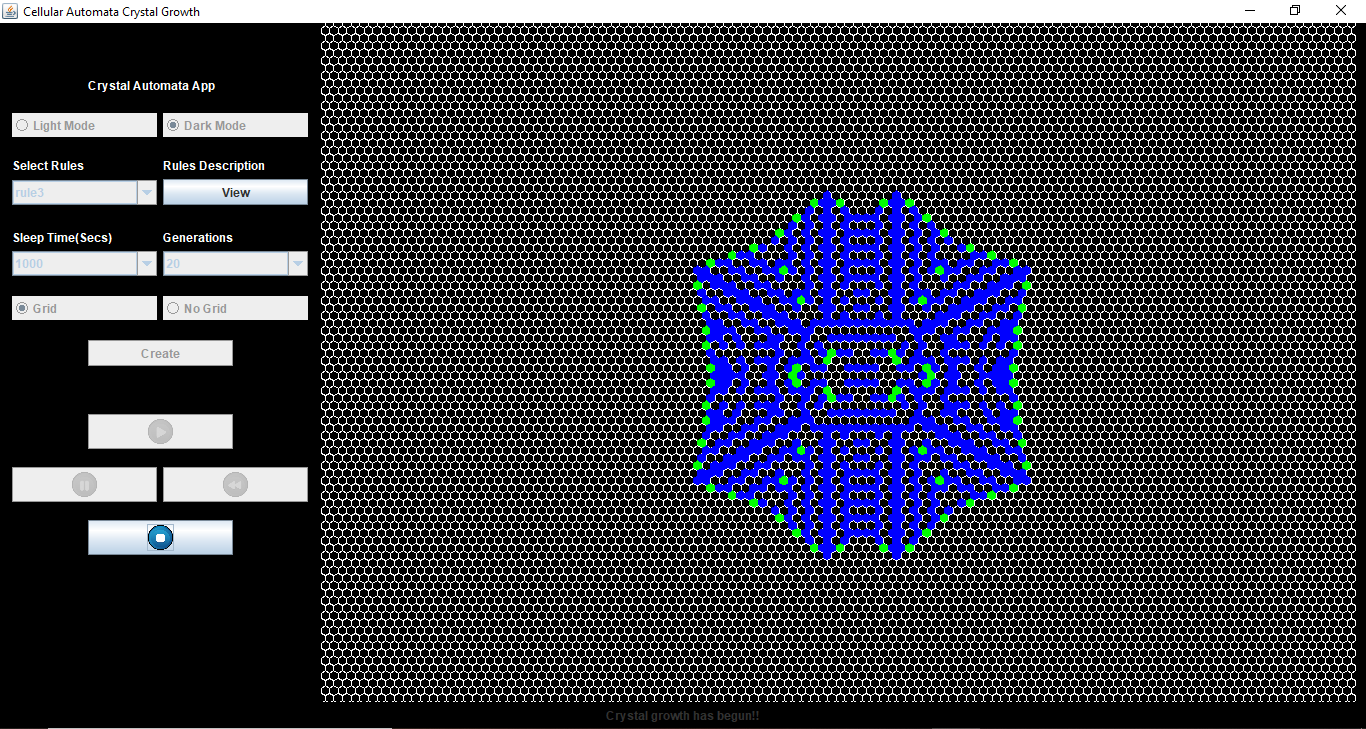 Cellular Automata Crystal Growth
Crystal Automata App
Light Mode
Dark Mode
Select Rules
Rules Description
rule3
View
Sleep Time(Secs)
Generations
1000
20
Grid
No Grid
Create
Crystal growth has begun!!